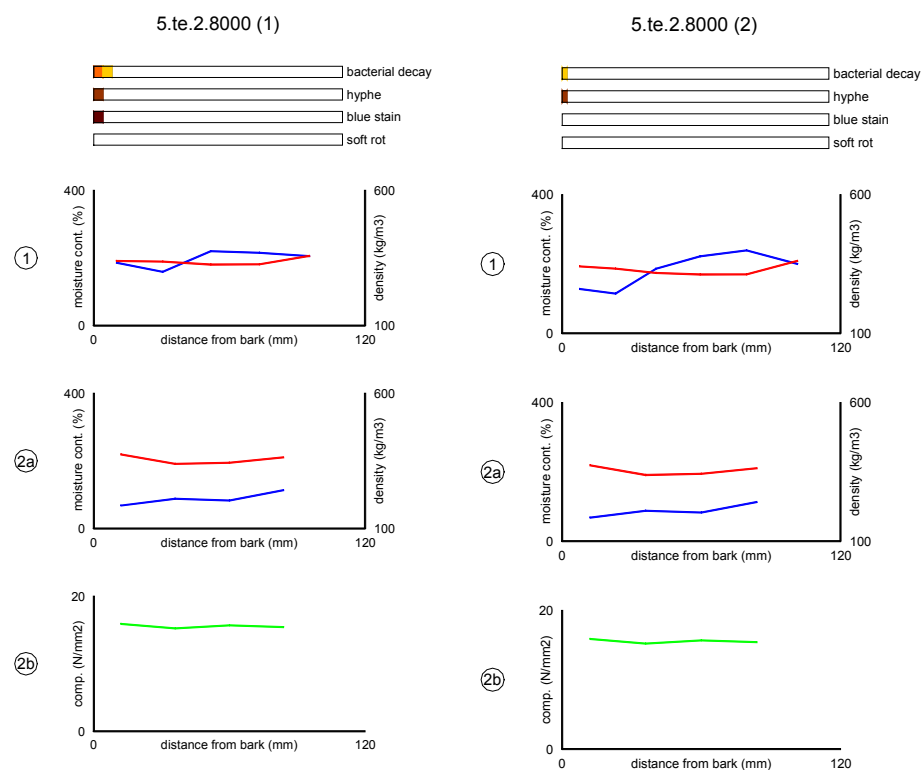 5.te.2.8000 (1)
bacterial decay
hyphe
blue stain
soft rot
1
400
0
moisture cont. (%)
600
100
density (kg/m3)
0
distance from bark (mm)
120
2a
400
0
moisture cont. (%)
600
100
density (kg/m3)
0
distance from bark (mm)
120
2b
20
0
comp. (N/mm2)
0
distance from bark (mm)
120
5.te.2.8000 (2)
bacterial decay
hyphe
blue stain
soft rot
1
400
0
moisture cont. (%)
600
100
density (kg/m3)
0
distance from bark (mm)
120
2a
400
0
moisture cont. (%)
600
100
density (kg/m3)
0
distance from bark (mm)
120
2b
20
0
comp. (N/mm2)
0
distance from bark (mm)
120